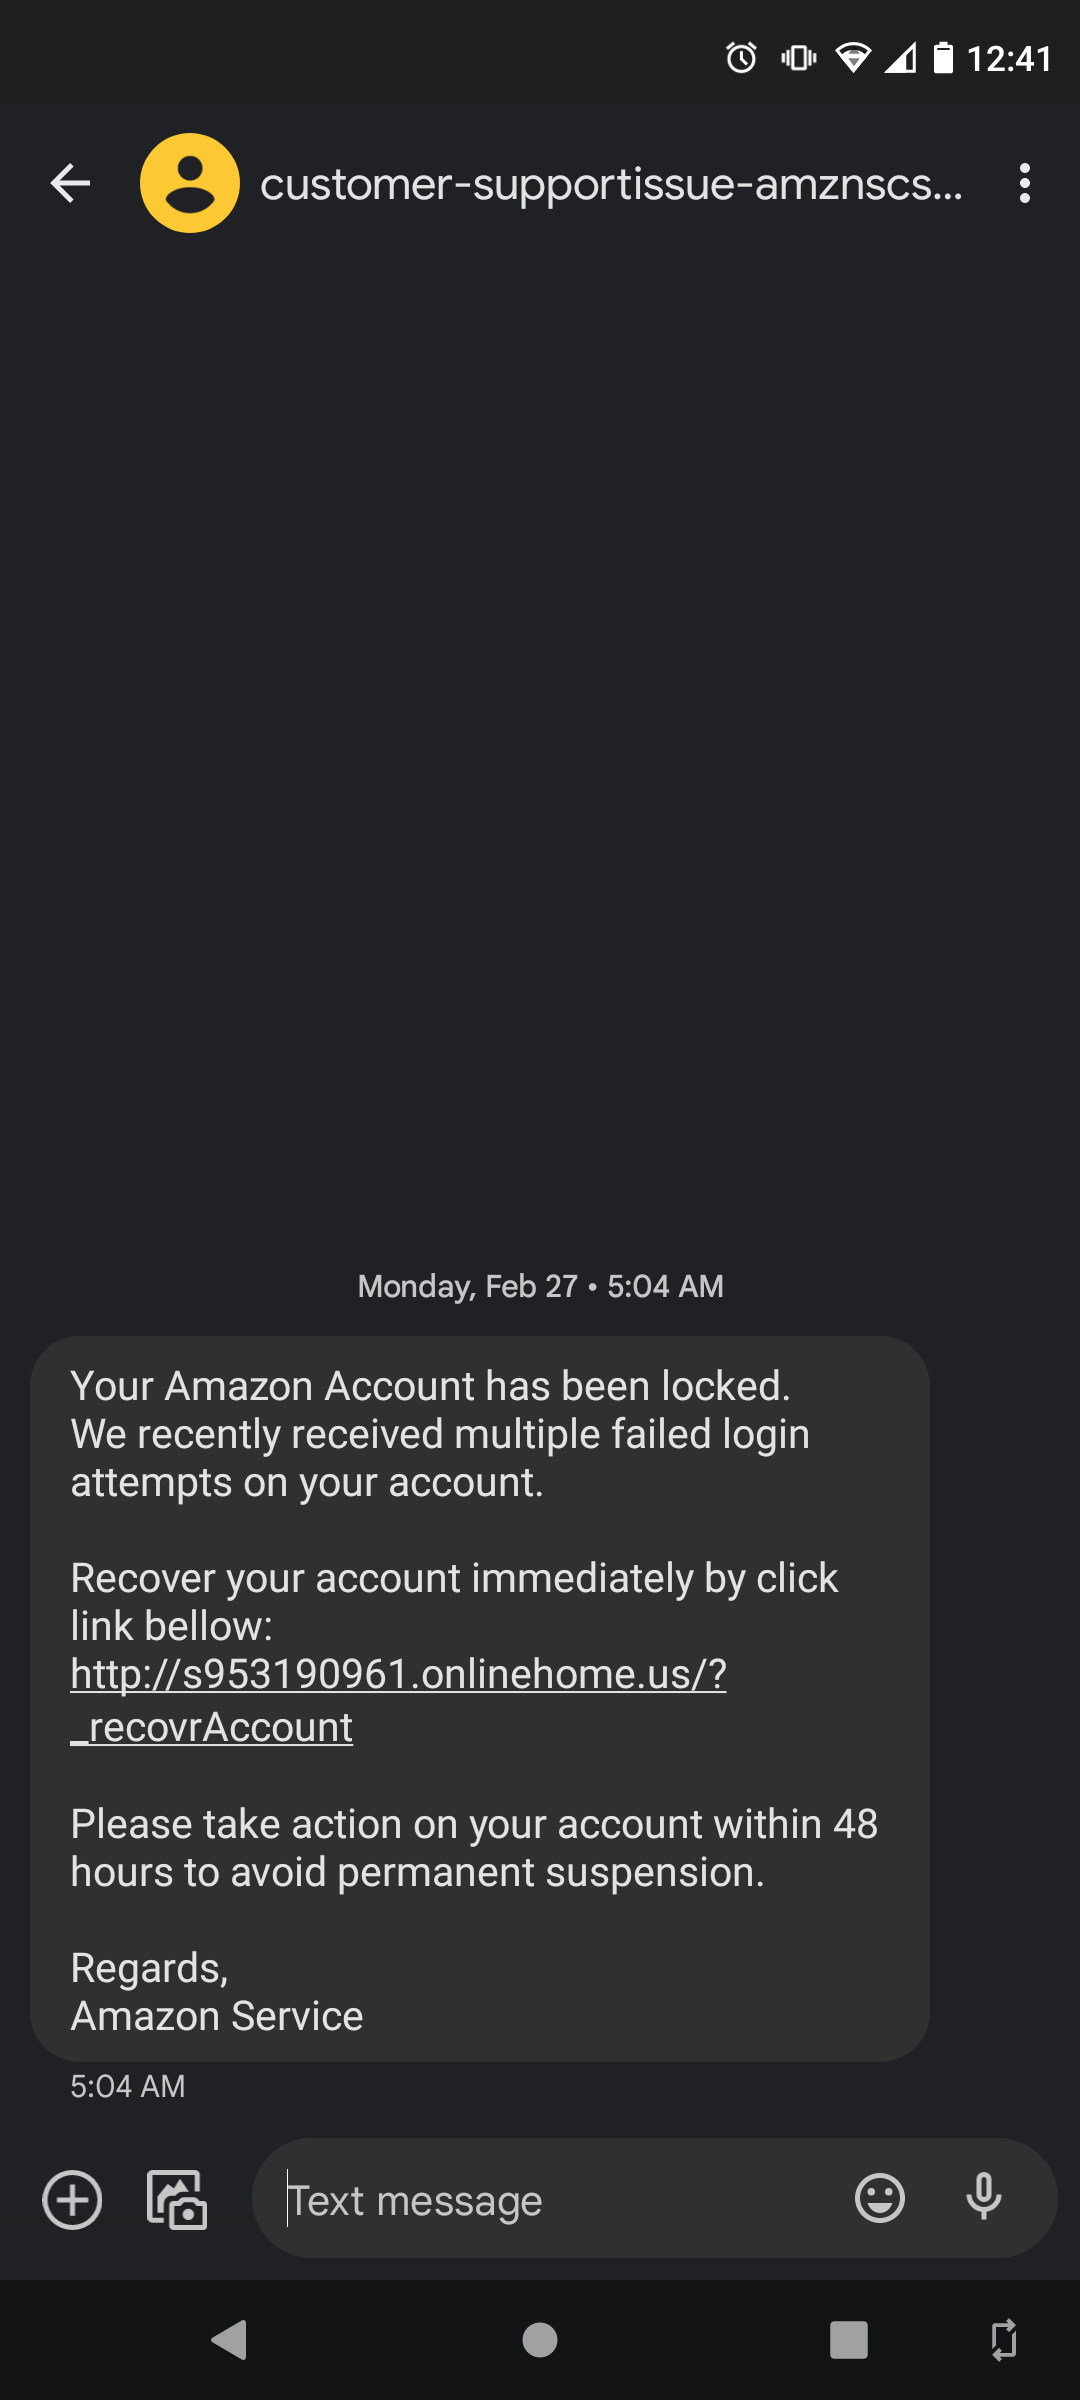 12:41
customer-supportissue-amznscs...
Monday, Feb 27 • 5:04 AM
Your Amazon Account has been locked.
We recently received multiple failed login
attempts on your account.
Recover your account immediately by click
link bellow:
http://s953190961.onlinehome.us/?
_recovrAccount
Please take action on your account within 48
hours to avoid permanent suspension.
Regards,
Amazon Service
5:04 AM
Text message